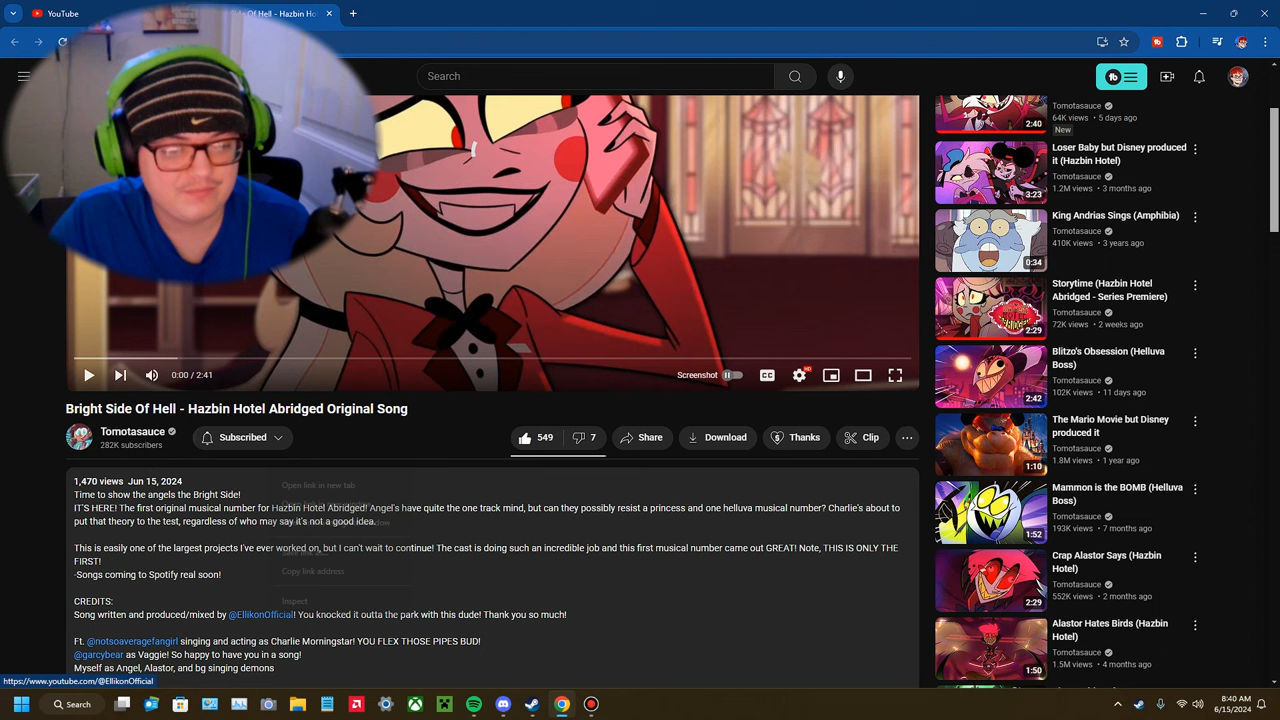 YouTube
Side Of Hell - Hazbin Hot
Search
Screenshot
CC
HD
0:00 / 2:41
Bright Side Of Hell - Hazbin Hotel Abridged Original Song
Tomotasauce
282K subscribers
Subscribed
549
7
Share
Download
Thanks
Clip
1,470 views Jun 15, 2024
Time to show the angels the Bright Side!
IT'S HERE! The first original musical number for Hazbin Hotel Abridged! Angel's have quite the one track mind, but can they possibly resist a princess and one helluva musical number? Charlie's about to
put that theory to the test, regardless of who may say it's not a good idea.
This is easily one of the largest projects I've ever worked on, but I can't wait to continue! The cast is doing such an incredible job and this first musical number came out GREAT! Note, THIS IS ONLY THE
FIRST!
-Songs coming to Spotify real soon!
CREDITS:
Song written and produced/mixed by @EllikonOfficial! You knocked it outta the park with this dude! Thank you so much!
Ft. @notsoaveragefangirl singing and acting as Charlie Morningstar! YOU FLEX THOSE PIPES BUD!
@garcybear as Vaggie! So happy to have you in a song!
Myself as Angel, Alastor, and bg singing demons
Open link in new tab
Copy link address
Inspect
https://www.youtube.com/@EllikonOfficial
Tomotasauce
64K views • 5 days ago
New
2:40
Loser Baby but Disney produced
it (Hazbin Hotel)
Tomotasauce
1.2M views • 3 months ago
3:23
King Andrias Sings (Amphibia)
Tomotasauce
410K views • 3 years ago
0:34
Storytime (Hazbin Hotel
Abridged - Series Premiere)
Tomotasauce
72K views • 2 weeks ago
2:29
Blitzo's Obsession (Helluva
Boss)
Tomotasauce
102K views • 11 days ago
2:42
The Mario Movie but Disney
produced it
Tomotasauce
1.8M views • 1 year ago
1:10
Mammon is the BOMB (Helluva
Boss)
Tomotasauce
193K views • 7 months ago
1:52
Crap Alastor Says (Hazbin
Hotel)
Tomotasauce
552K views • 2 months ago
2:29
Alastor Hates Birds (Hazbin
Hotel)
Tomotasauce
1.5M views • 4 months ago
1:50
Search
8:40 AM
6/15/2024